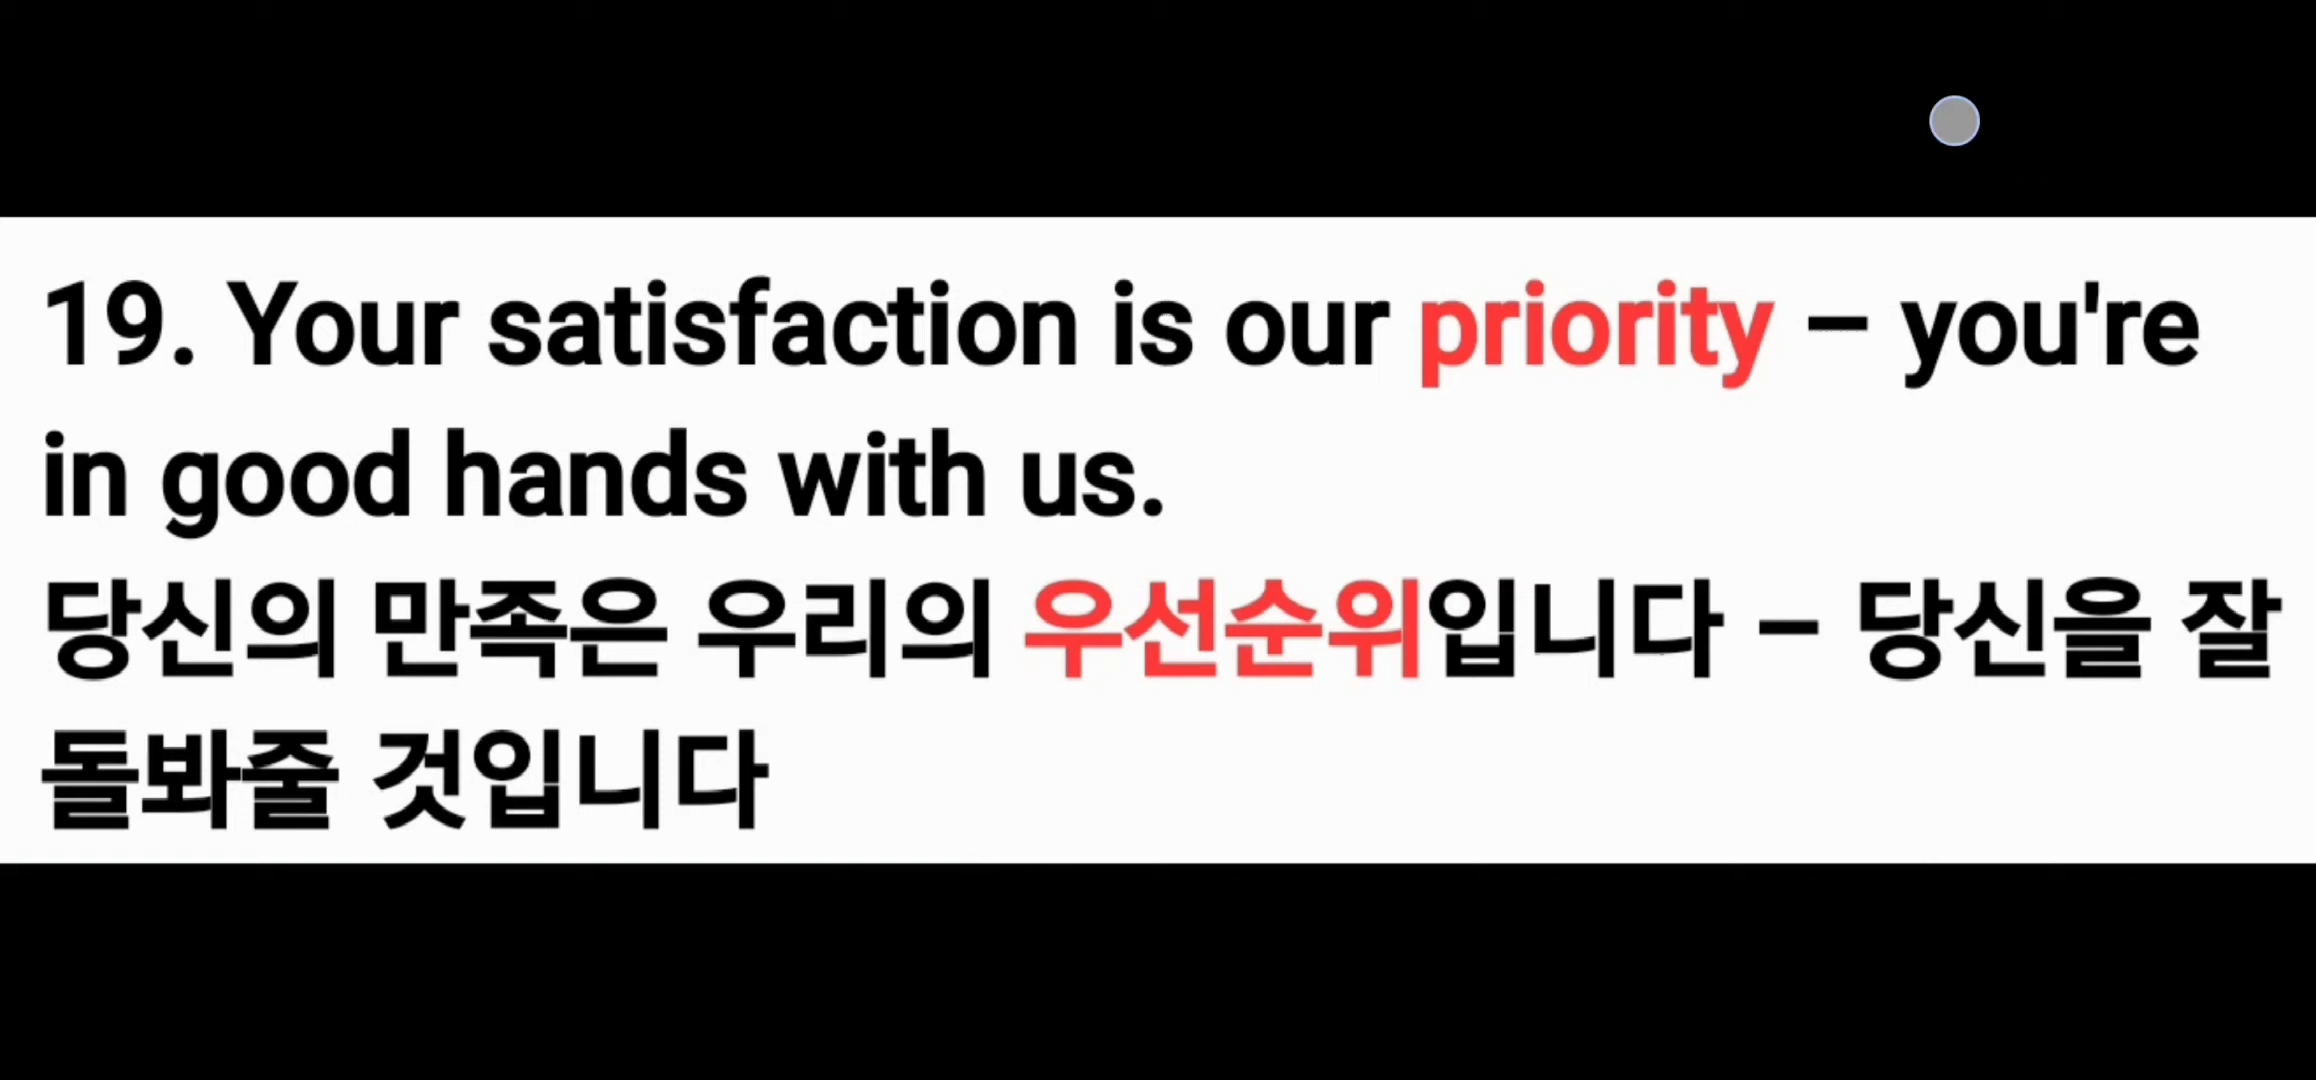 19. Your satisfaction is our priority – you're
in good hands with us.
당신의 만족은 우리의 우선순위입니다 – 당신을 잘
돌봐줄 것입니다